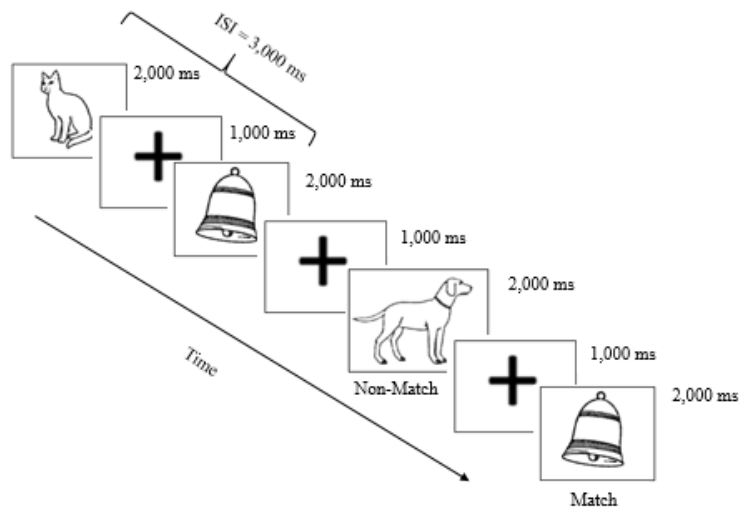 ISI = 3,000 ms
2,000 ms
1,000 ms
2,000 ms
1,000 ms
2,000 ms
Non-Match
1,000 ms
2,000 ms
Match
Time